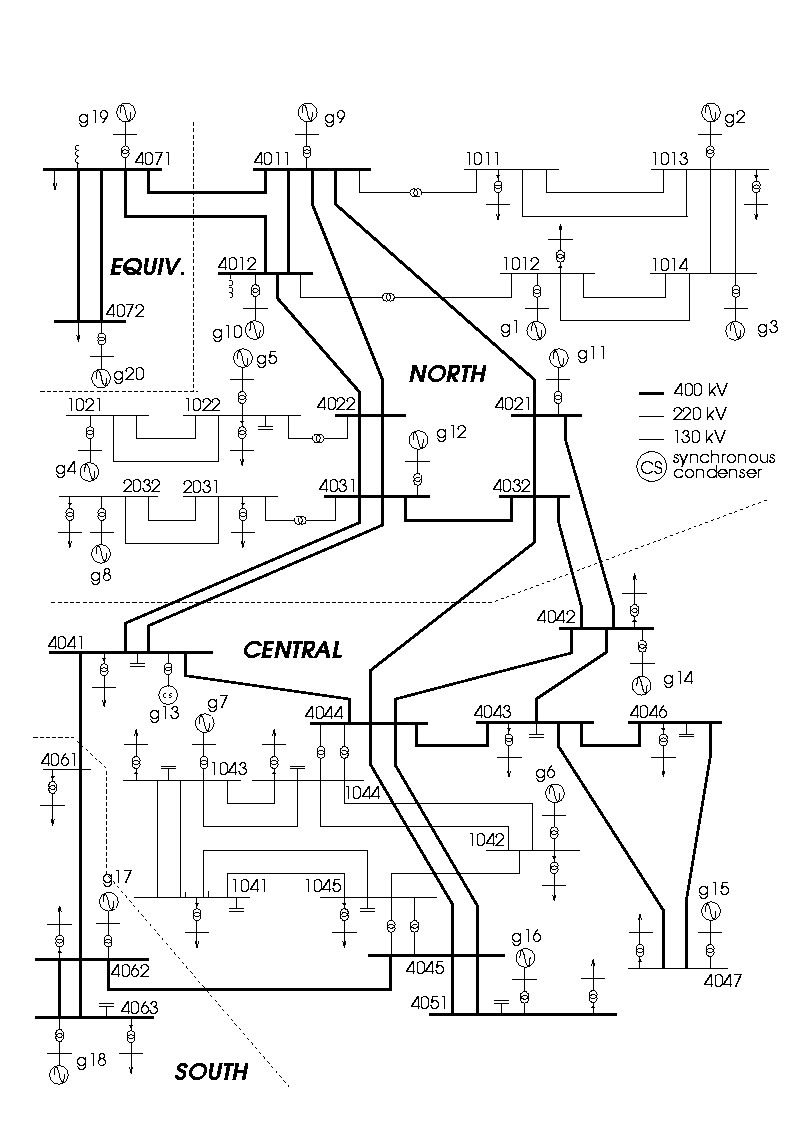 g19
g9
g2
4071
4011
1011
1013
EQUIV.
4012
1012
1014
4072
g10
g1
g3
g20
g5
NORTH
g11
400 kV
220 kV
130 kV
CS
synchronous
condenser
1021
1022
4022
4021
g12
g4
2032
2031
4031
4032
g8
4042
4041
CENTRAL
CS
g13
g7
g14
4044
4043
4046
4061
1043
1044
g6
1042
g17
1041
1045
g15
g16
4062
4045
4047
4051
4063
g18
SOUTH